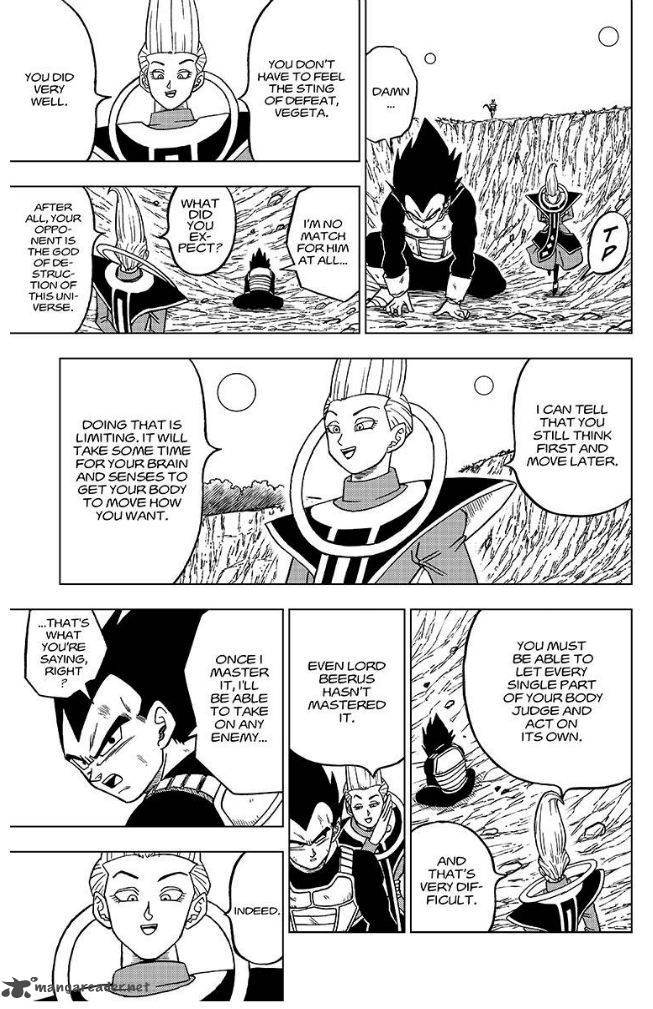 DAMN
...
TP
YOU DON'T
HAVE TO FEEL
THE STING
OF DEFEAT,
VEGETA.
YOU DID
VERY
WELL.
I'M NO
MATCH
FOR HIM
AT ALL...
WHAT
DID
YOU
EX-
PECT?
AFTER
ALL, YOUR
OPPO-
NENT IS
THE GOD
OF DE-
STRUC-
TION OF
THIS UNI-
VERSE.
I CAN TELL
THAT YOU
STILL THINK
FIRST AND
MOVE LATER.
DOING THAT IS
LIMITING. IT WILL
TAKE SOME TIME
FOR YOUR BRAIN
AND SENSES TO
GET YOUR BODY
TO MOVE HOW
YOU WANT.
YOU MUST
BE ABLE TO
LET EVERY
SINGLE PART
OF YOUR BODY
JUDGE AND
ACT ON
ITS OWN.
AND
THAT'S
VERY DIF-
FICULT.
EVEN LORD
BEERUS
HASN'T
MASTERED
IT.
ONCE I
MASTER
IT, I'LL
BE ABLE
TO TAKE
ON ANY
ENEMY...
...THAT'S
WHAT
YOU'RE
SAYING,
RIGHT
?
INDEED.
mangareader.net